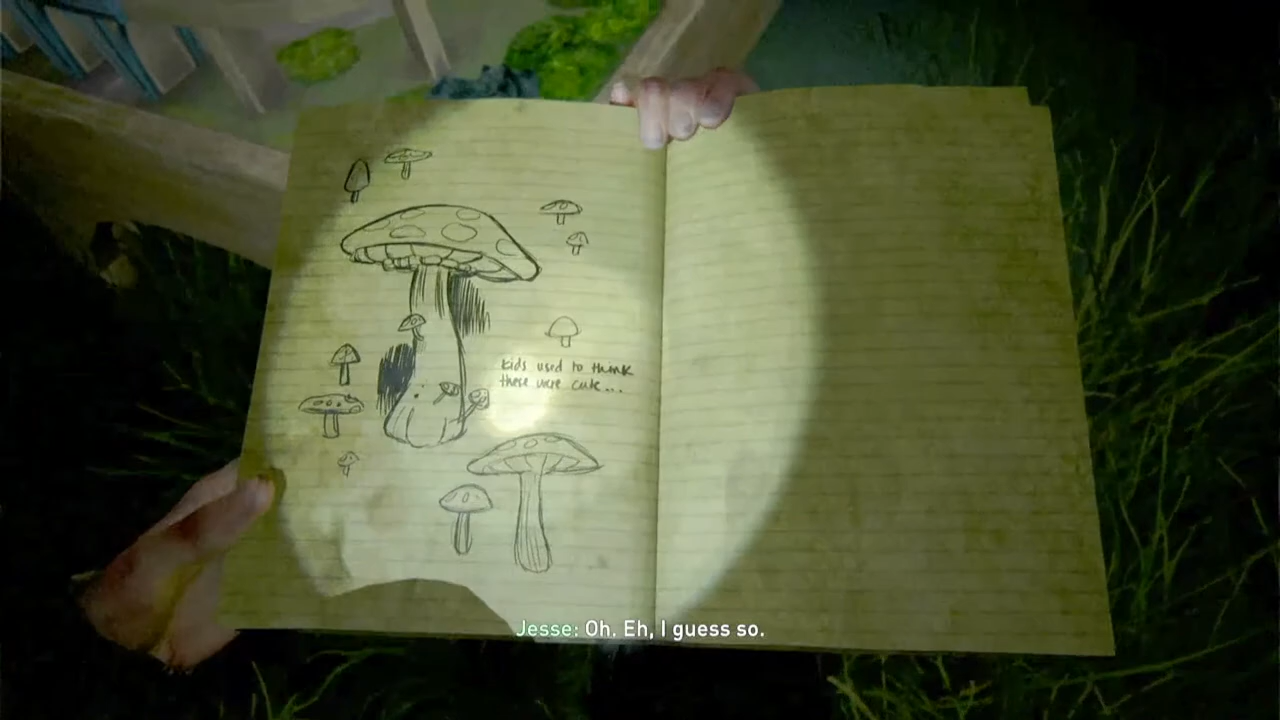 kids used to think
these were cute...
Jesse: Oh. Eh, I guess so.